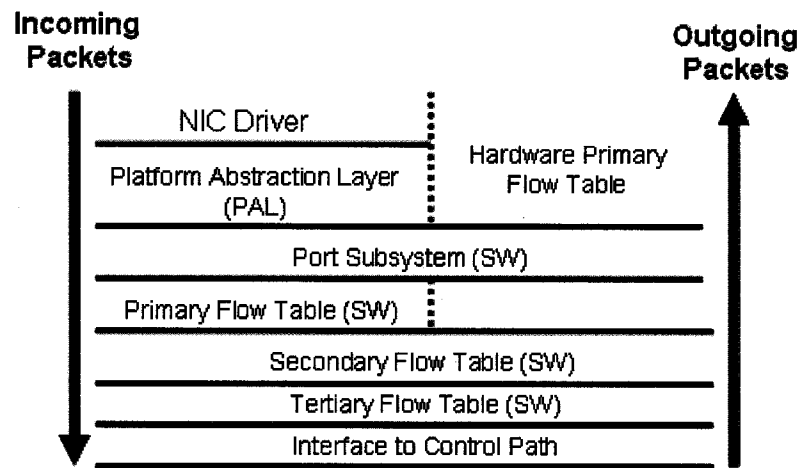 Incoming
Packets
Outgoing
Packets
NIC Driver
Hardware Primary
Flow Table
Platform Abstraction Layer
(PAL)
Port Subsystem (SW)
Primary Flow Table (SW)
Secondary Flow Table (SW)
Tertiary Flow Table (SW)
Interface to Control Path